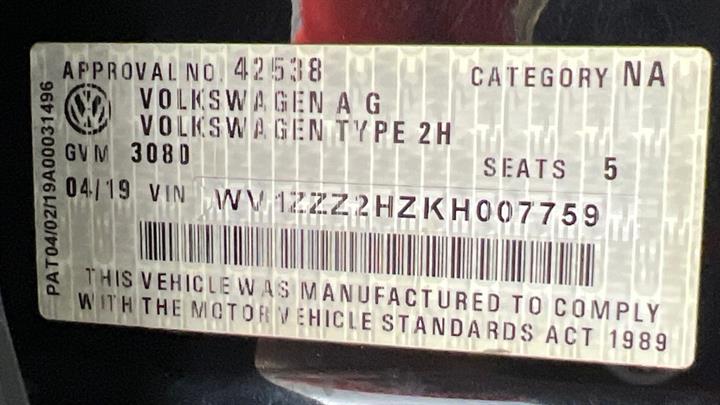 APPROVAL NO. 42538 CATEGORY NA
VOLKSWAGEN AG
VOLKSWAGEN TYPE 2H
GVM 3080 SEATS 5
04/19 VIN WV1ZZZ2HZKH007759
THIS VEHICLE WAS MANUFACTURED TO COMPLY
WITH THE MOTOR VEHICLE STANDARDS ACT 1989
PAT04/02/19A00031496